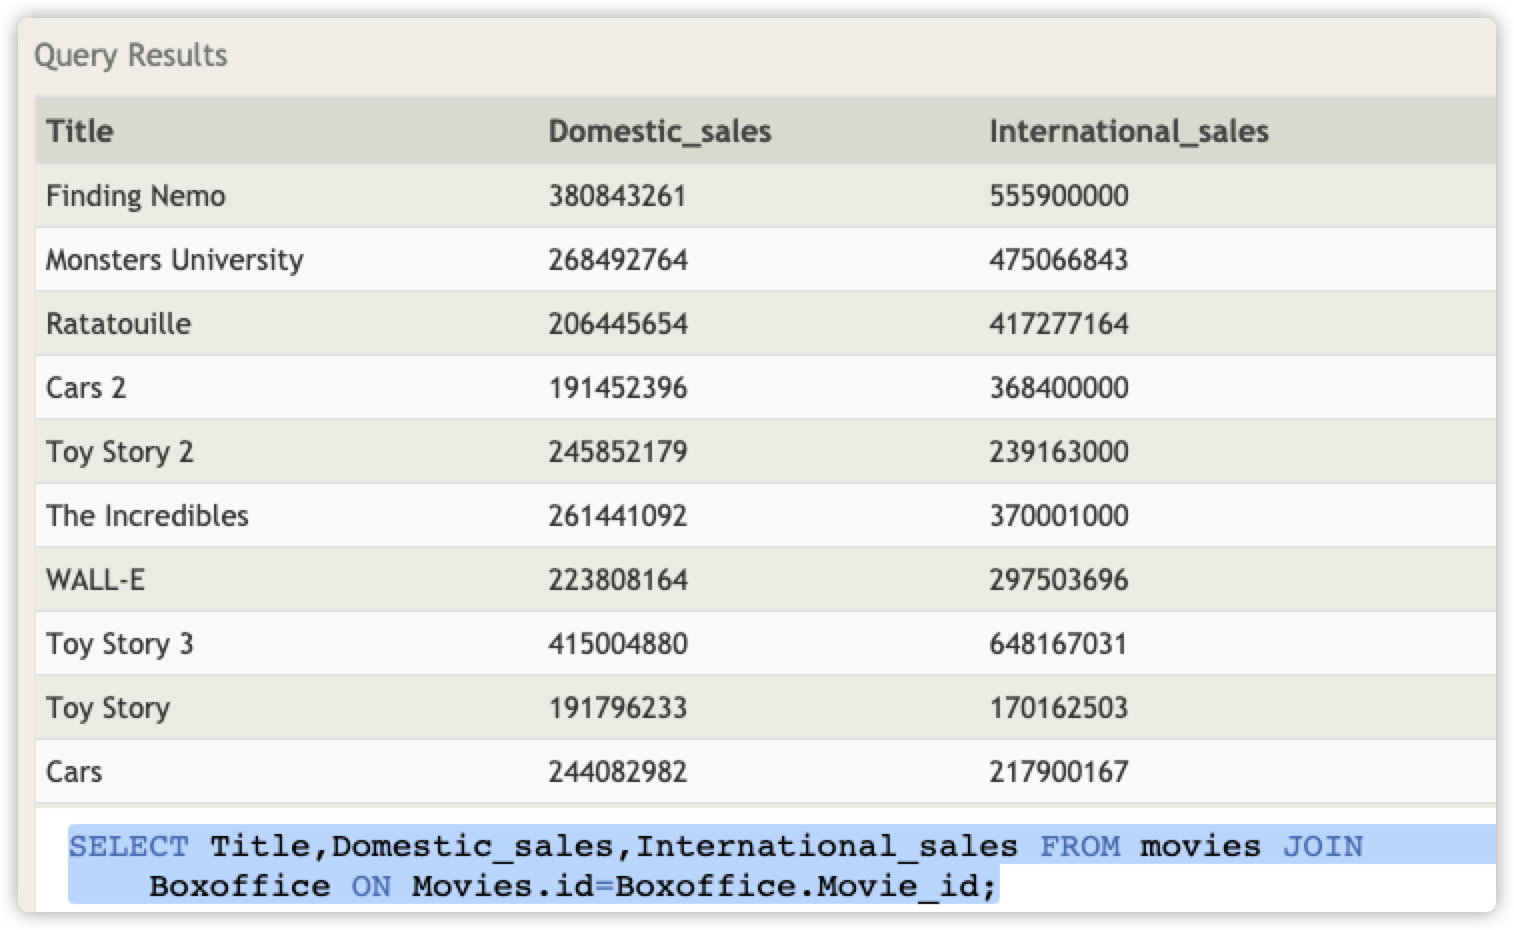 Query Results
Title Domestic_sales International_sales
Finding Nemo 380843261 555900000
Monsters University 268492764 475066843
Ratatouille 206445654 417277164
Cars 2 191452396 368400000
Toy Story 2 245852179 239163000
The Incredibles 261441092 370001000
WALL-E 223808164 297503696
Toy Story 3 415004880 648167031
Toy Story 191796233 170162503
Cars 244082982 217900167
SELECT Title,Domestic_sales,International_sales FROM movies JOIN
Boxoffice ON Movies.id=Boxoffice.Movie_id;